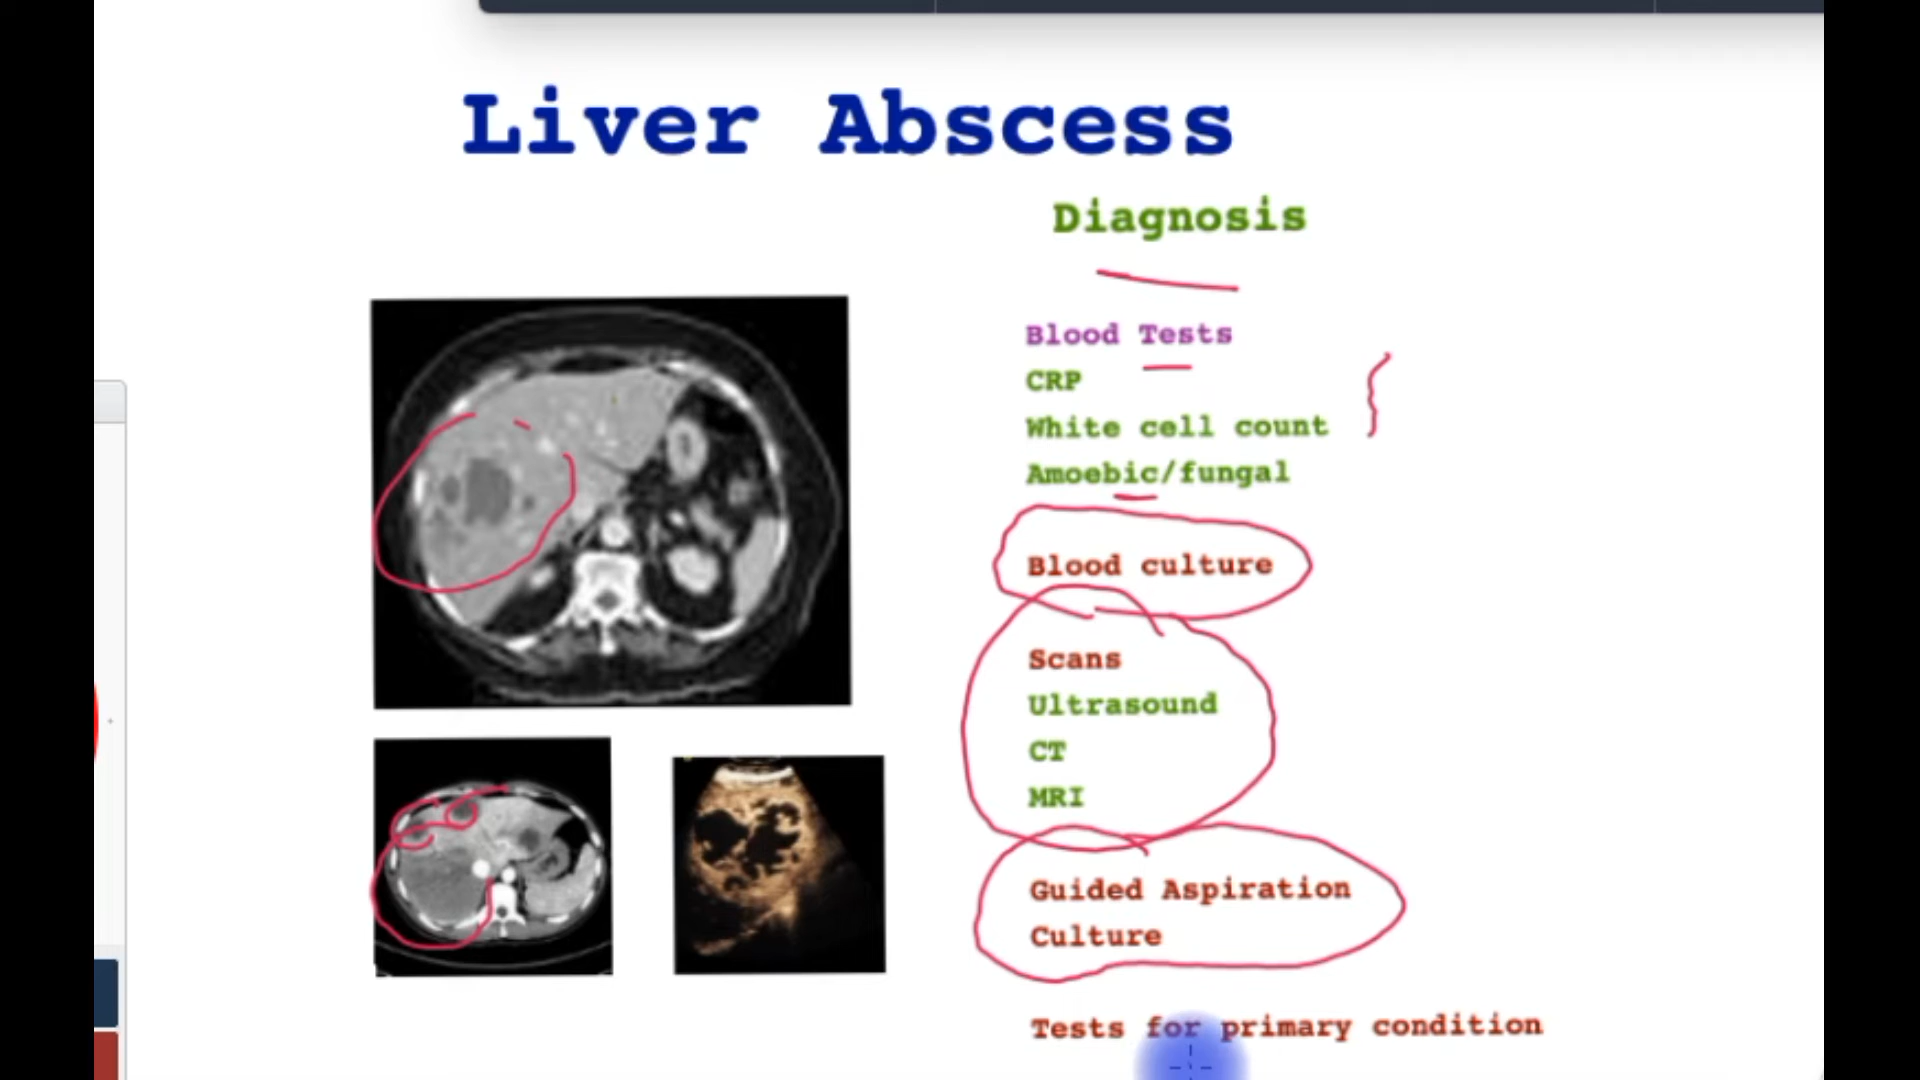 Liver Abscess
Diagnosis
Blood Tests
CRP
White cell count
Amoebic/fungal
Blood culture
Scans
Ultrasound
CT
MRI
Guided Aspiration
Culture
Tests for primary condition